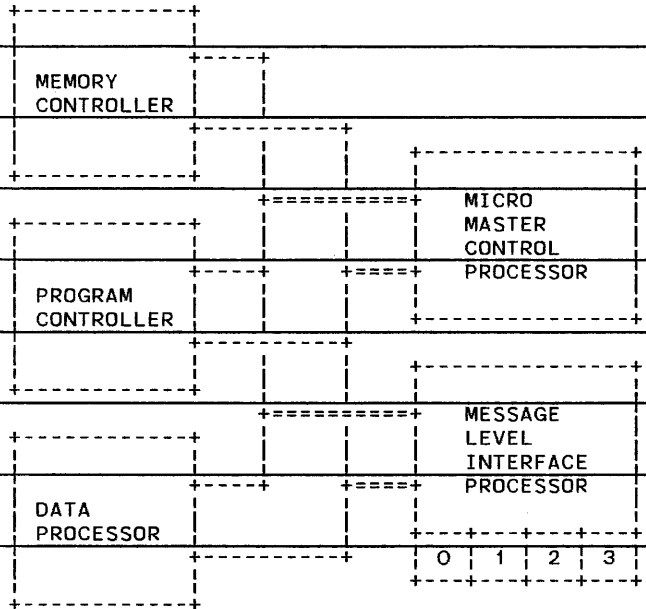 MEMORY
CONTROLLER
MICRO
MASTER
CONTROL
PROCESSOR
PROGRAM
CONTROLLER
MESSAGE
LEVEL
INTERFACE
PROCESSOR
DATA
PROCESSOR
0 1 2 3